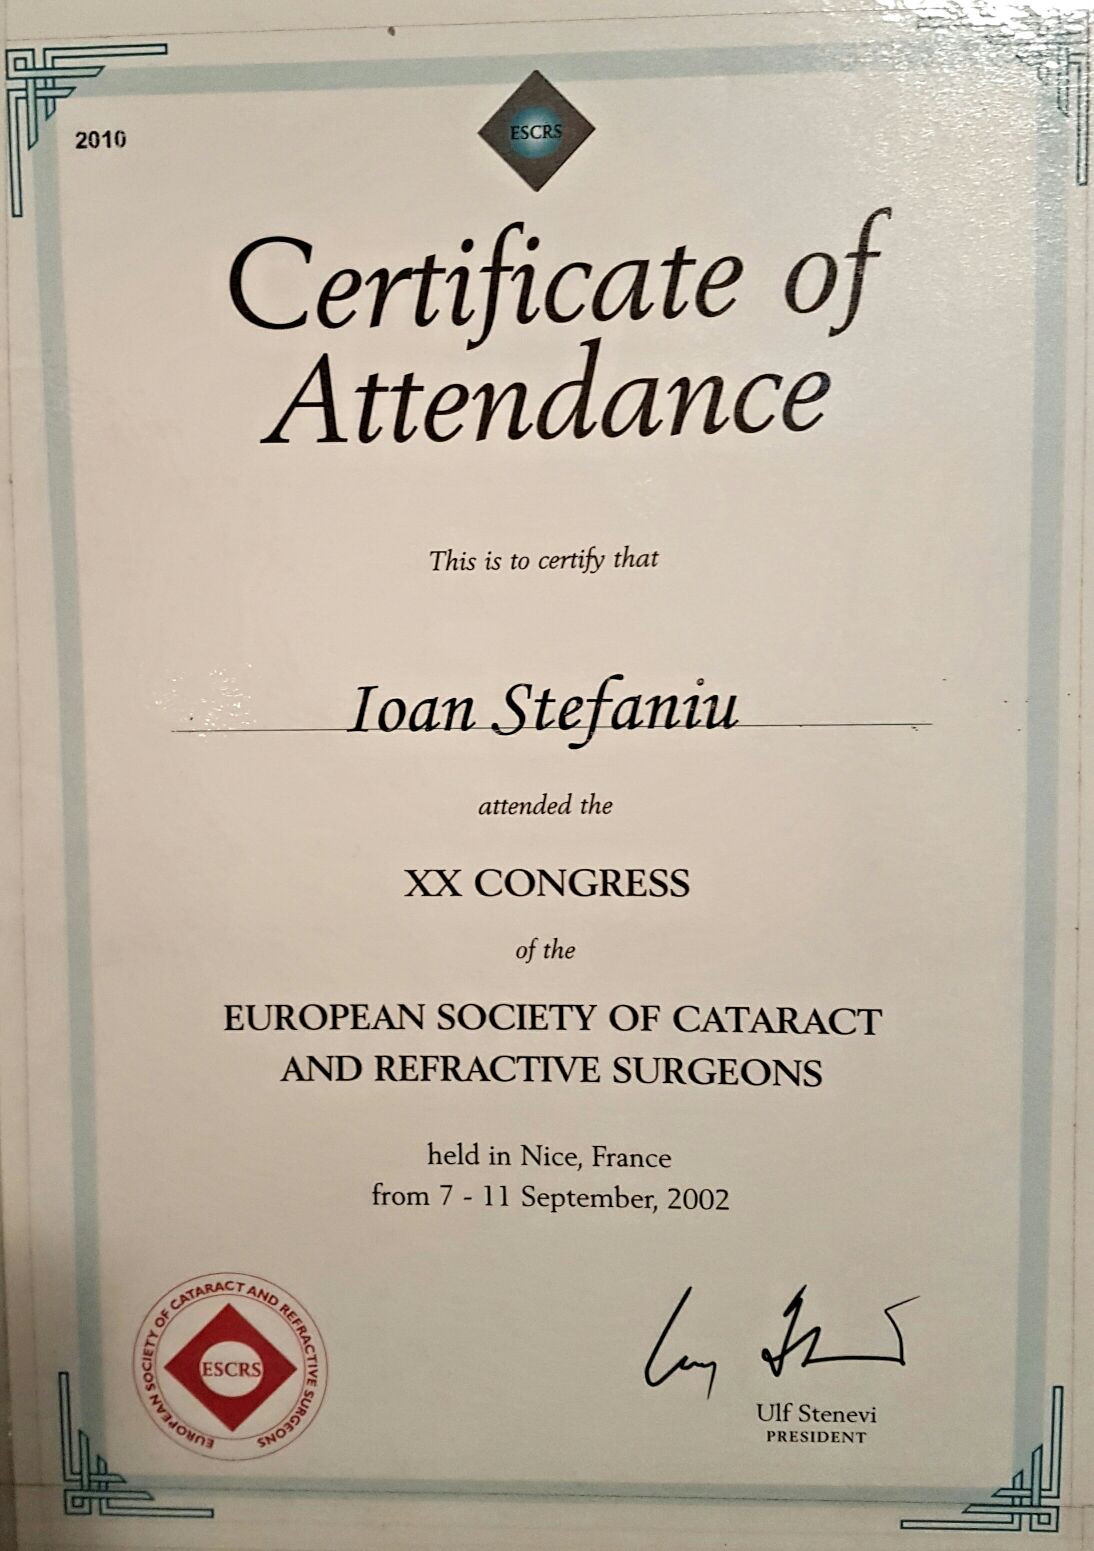 2010
ESCRS
Certificate of
Attendance
This is to certify that
Ioan Stefaniu
attended the
XX CONGRESS
of the
EUROPEAN SOCIETY OF CATARACT
AND REFRACTIVE SURGEONS
held in Nice, France
from 7 - 11 September, 2002
EUROPEAN SOCIETY OF CATARACT AND REFRACTIVE SURGEONS
ESCRS
Ulf Stenevi
PRESIDENT